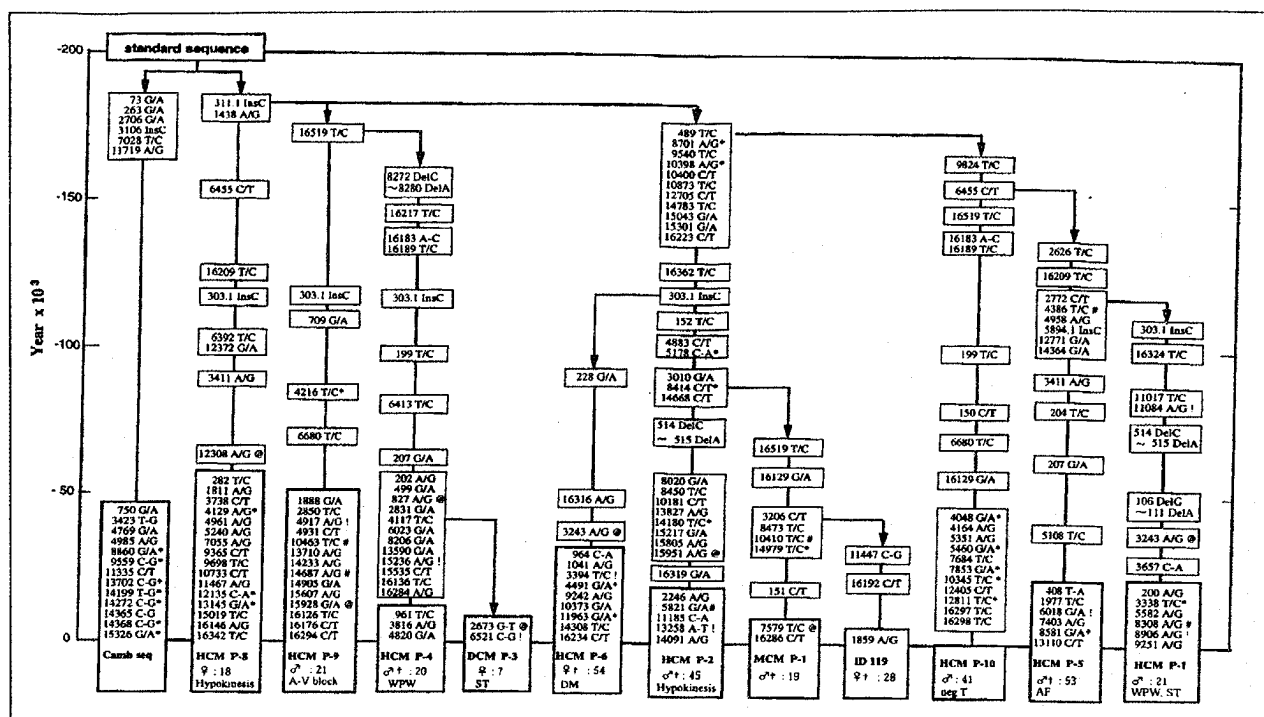 standard sequence
Year x 10³
-200
-150
-100
- 50
0
73 G/A
263 G/A
2706 G/A
3106 InsC
7028 T/C
11719 A/G
750 G/A
3423 T-G
4769 G/A
4985 A/G
8860 G/A*
9559 C-G*
11335 C/T
13702 C-G*
14199 T-G*
14272 C-G*
14365 C-G
14368 C-G*
15326 G/A*
Camb seq
311.1 InsC
1438 A/G
6455 C/T
16209 T/C
303.1 InsC
6392 T/C
12372 G/A
3411 A/G
12308 A/G @
282 T/C
1811 A/G
3738 C/T
4129 A/G*
4961 A/G
5240 A/G
7055 A/G
9365 C/T
9698 T/C
10733 C/T
11467 A/G
12135 C-A*
13145 G/A*
15019 T/C
16146 A/G
16342 T/C
HCM P-8
♀ : 18
Hypokinesis
16519 T/C
303.1 InsC
709 G/A
4216 T/C*
6680 T/C
1888 G/A
2850 T/C
4917 A/G !
4931 C/T
10463 T/C #
13710 A/G
14233 A/G
14687 A/G #
14905 G/A
15607 A/G
15928 G/A @
16126 T/C
16176 C/T
16294 C/T
HCM P-9
♂ : 21
A-V block
8272 DelC
~8280 DelA
16217 T/C
16183 A-C
16189 T/C
303.1 InsC
199 T/C
6413 T/C
207 G/A
202 A/G
499 G/A
827 A/G @
2831 G/A
4117 T/C
6023 G/A
8206 G/A
13590 G/A
15236 A/G !
15535 C/T
16136 T/C
16284 A/G
961 T/C
3816 A/G
4820 G/A
HCM P-4
♂† : 20
WPW
2673 G-T @
6521 C-G !
DCM P-3
♀ : 7
ST
228 G/A
16316 A/G
3243 A/G @
964 C-A
1041 A/G
3394 T/C !
4491 G/A*
9242 A/G
10373 G/A
11963 G/A*
14308 T/C
16234 C/T
HCM P-6
♀† : 54
DM
489 T/C
8701 A/G*
9540 T/C
10398 A/G*
10400 C/T
10873 T/C
12705 C/T
14783 T/C
15043 G/A
15301 G/A
16223 C/T
16362 T/C
303.1 InsC
152 T/C
4883 C/T
5178 C-A*
3010 G/A
8414 C/T*
14668 C/T
514 DelC
~ 515 DelA
8020 G/A
8450 T/C
10181 C/T
13827 A/G
14180 T/C*
15217 G/A
15805 A/G
15951 A/G @
16319 G/A
2246 A/G
5821 G/A#
11185 C-A
13258 A-T !
14091 A/G
HCM P-2
♂† : 45
Hypokinesis
16519 T/C
16129 G/A
3206 C/T
8473 T/C
10410 T/C #
14979 T/C*
151 C/T
7579 T/C @
16286 C/T
MCM P-1
♂† : 19
11447 C-G
16192 C/T
1859 A/G
ID 119
♀† : 28
9824 T/C
6455 C/T
16519 T/C
16183 A-C
16189 T/C
199 T/C
150 C/T
6680 T/C
16129 G/A
4048 G/A*
4164 A/G
5351 A/G
5460 G/A*
7684 T/C
7853 G/A*
10345 T/C*
12405 C/T
12811 T/C*
16297 T/C
16298 T/C
HCM P-10
♂ : 41
neg T
2626 T/C
16209 T/C
2772 C/T
4386 T/C #
4958 A/G
5894.1 InsC
12771 G/A
14364 G/A
3411 A/G
204 T/C
207 G/A
5108 T/C
408 T-A
1977 T/C
6018 G/A !
7403 A/G
8581 G/A*
13110 C/T
HCM P-5
♂† : 53
AF
303.1 InsC
16324 T/C
11017 T/C
11084 A/G !
514 DelC
~ 515 DelA
106 DelG
~111 DelA
3243 A/G @
3657 C-A
200 A/G
3338 T/C*
5582 A/G
8308 A/G #
8906 A/G !
9251 A/G
HCM P-7
♂ : 21
WPW, ST